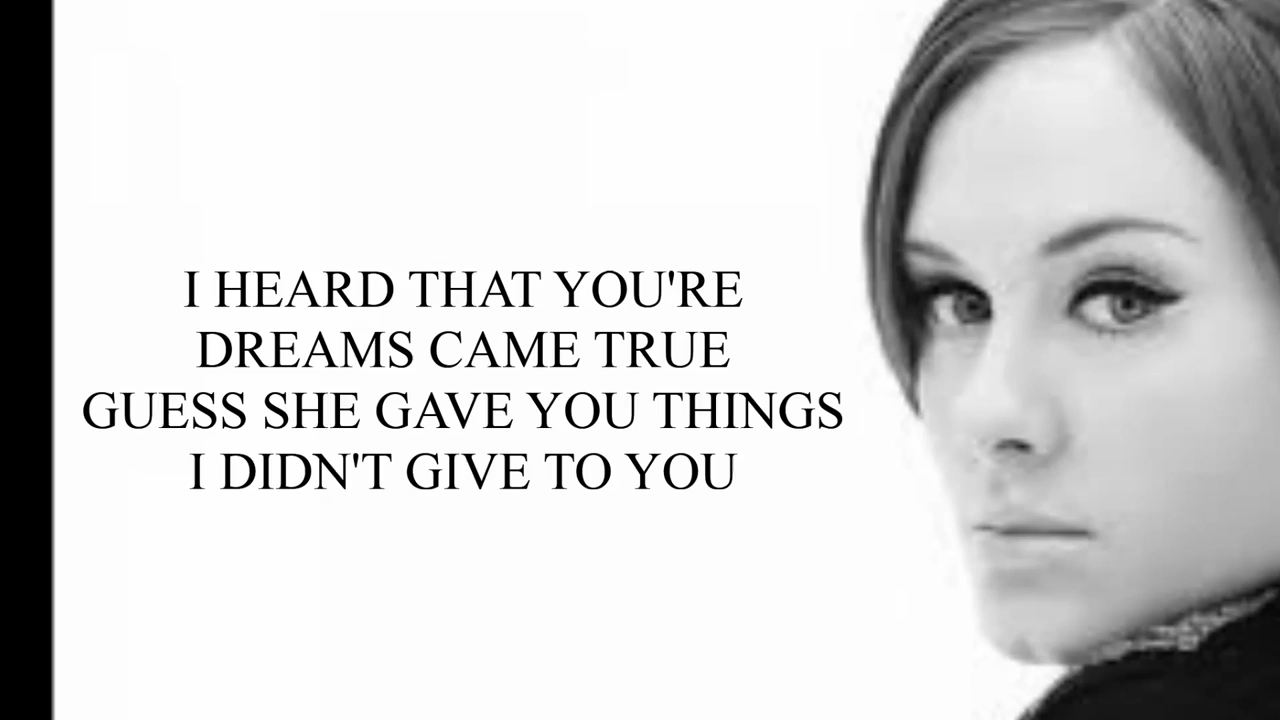 I HEARD THAT YOU'RE
DREAMS CAME TRUE
GUESS SHE GAVE YOU THINGS
I DIDN'T GIVE TO YOU